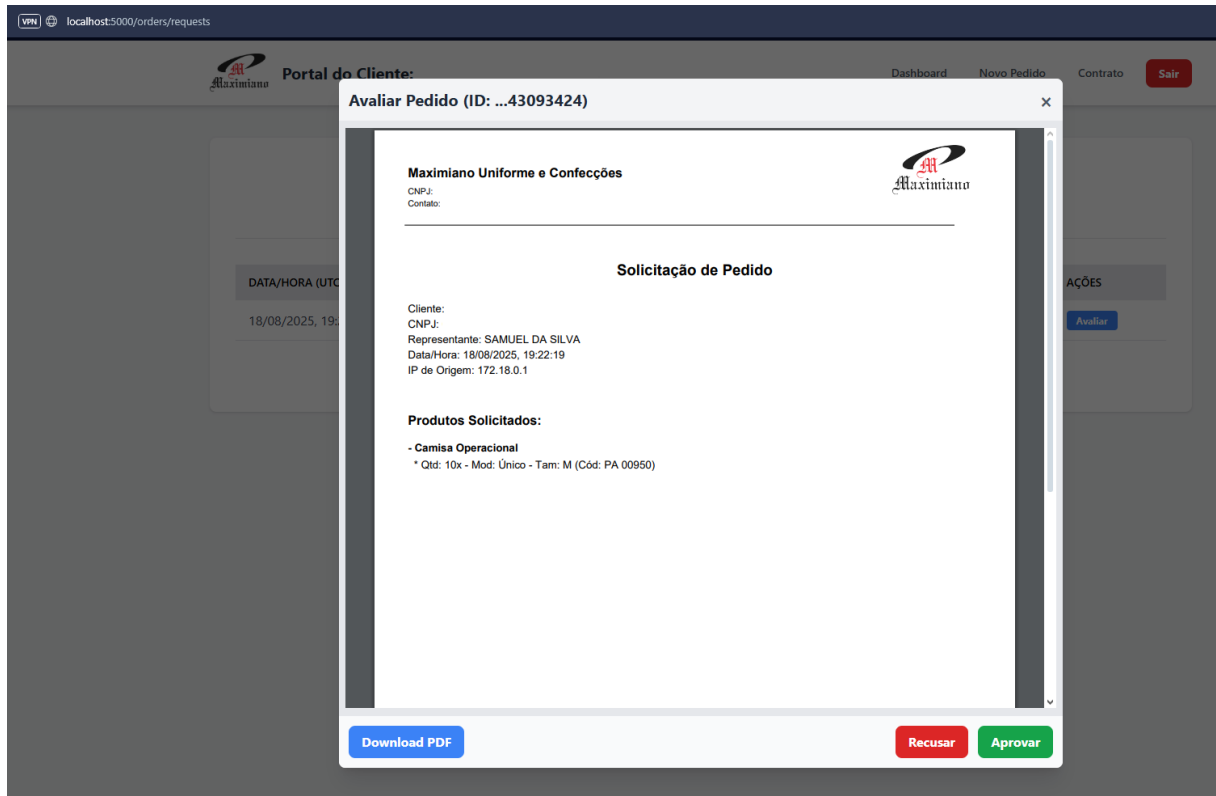 VPN localhost:5000/orders/requests
Maximiano
Portal do Cliente:
Dashboard Novo Pedido Contrato Sair
Avaliar Pedido (ID: ...43093424) ×
Maximiano Uniforme e Confecções
CNPJ:
Contato:
Maximiano
Solicitação de Pedido
DATA/HORA (UTC
AÇÕES
18/08/2025, 19:
Avaliar
Cliente:
CNPJ:
Representante: SAMUEL DA SILVA
Data/Hora: 18/08/2025, 19:22:19
IP de Origem: 172.18.0.1
Produtos Solicitados:
- Camisa Operacional
* Qtd: 10x - Mod: Único - Tam: M (Cód: PA 00950)
Download PDF
Recusar Aprovar